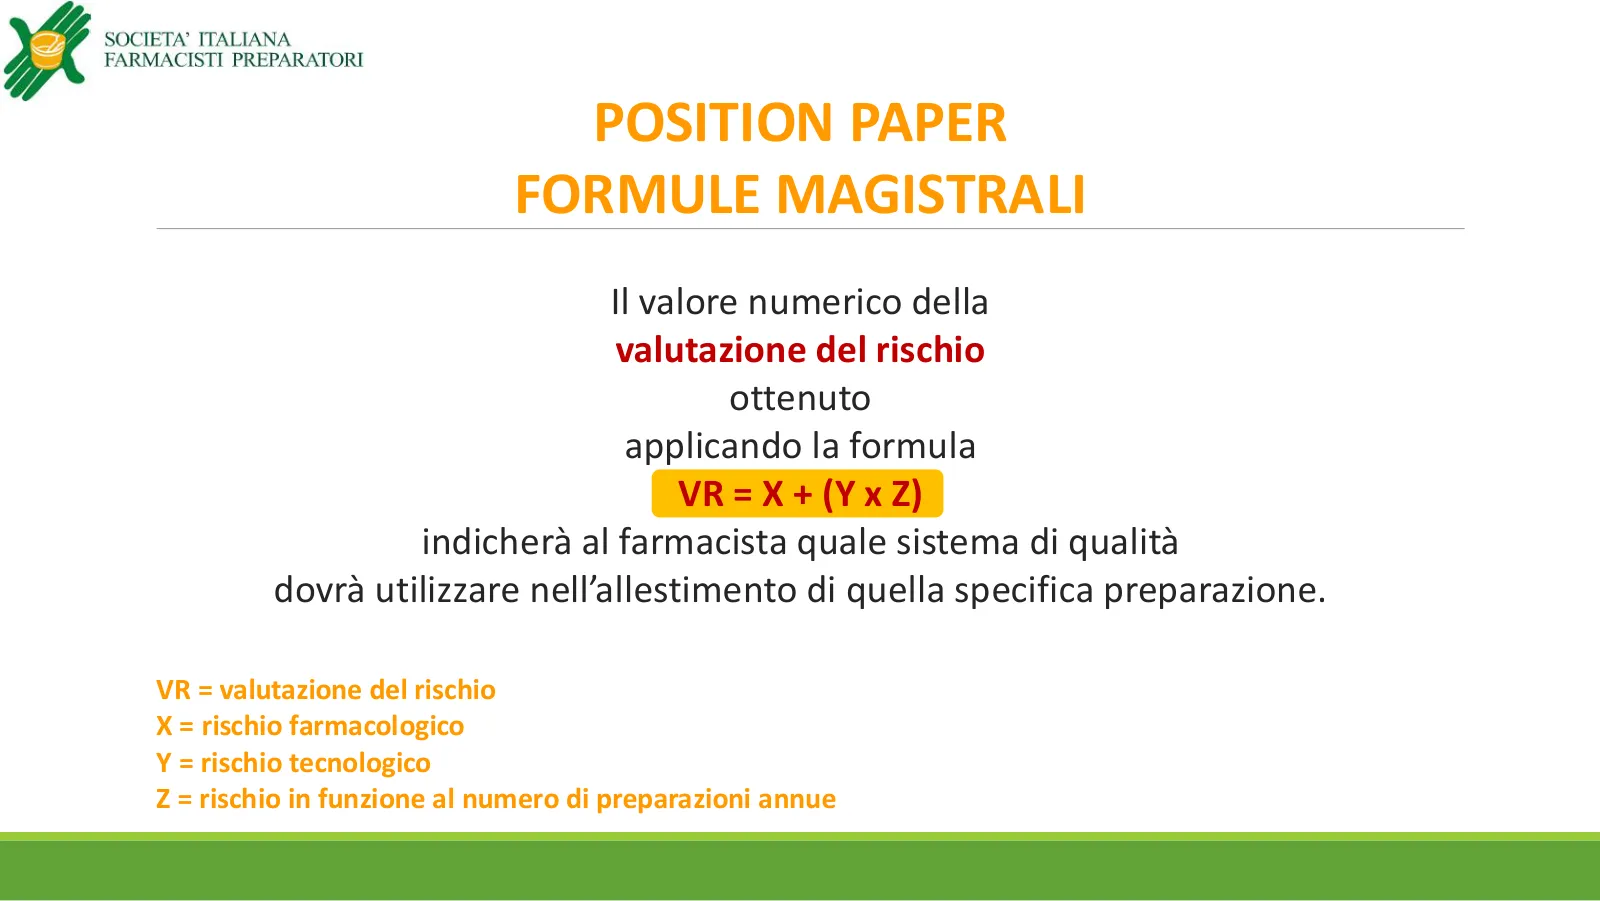 SOCIETA' ITALIANA
FARMACISTI PREPARATORI
POSITION PAPER
FORMULE MAGISTRALI
Il valore numerico della
valutazione del rischio
ottenuto
applicando la formula
VR = X + (Y x Z)
indicherà al farmacista quale sistema di qualità
dovrà utilizzare nell’allestimento di quella specifica preparazione.
VR = valutazione del rischio
X = rischio farmacologico
Y = rischio tecnologico
Z = rischio in funzione al numero di preparazioni annue